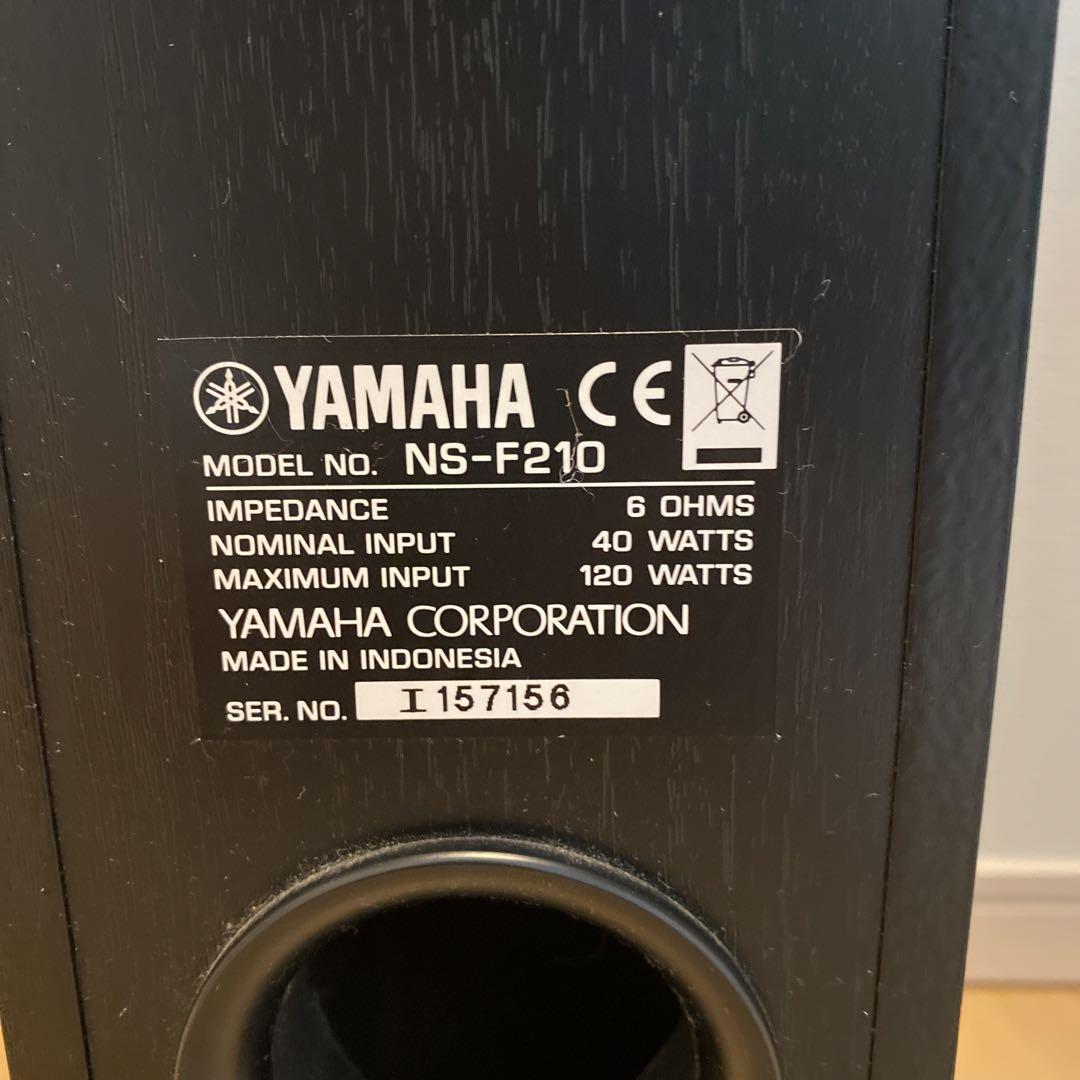 YAMAHA CE
MODEL NO. NS-F210
IMPEDANCE 6 OHMS
NOMINAL INPUT 40 WATTS
MAXIMUM INPUT 120 WATTS
YAMAHA CORPORATION
MADE IN INDONESIA
SER. NO. I157156